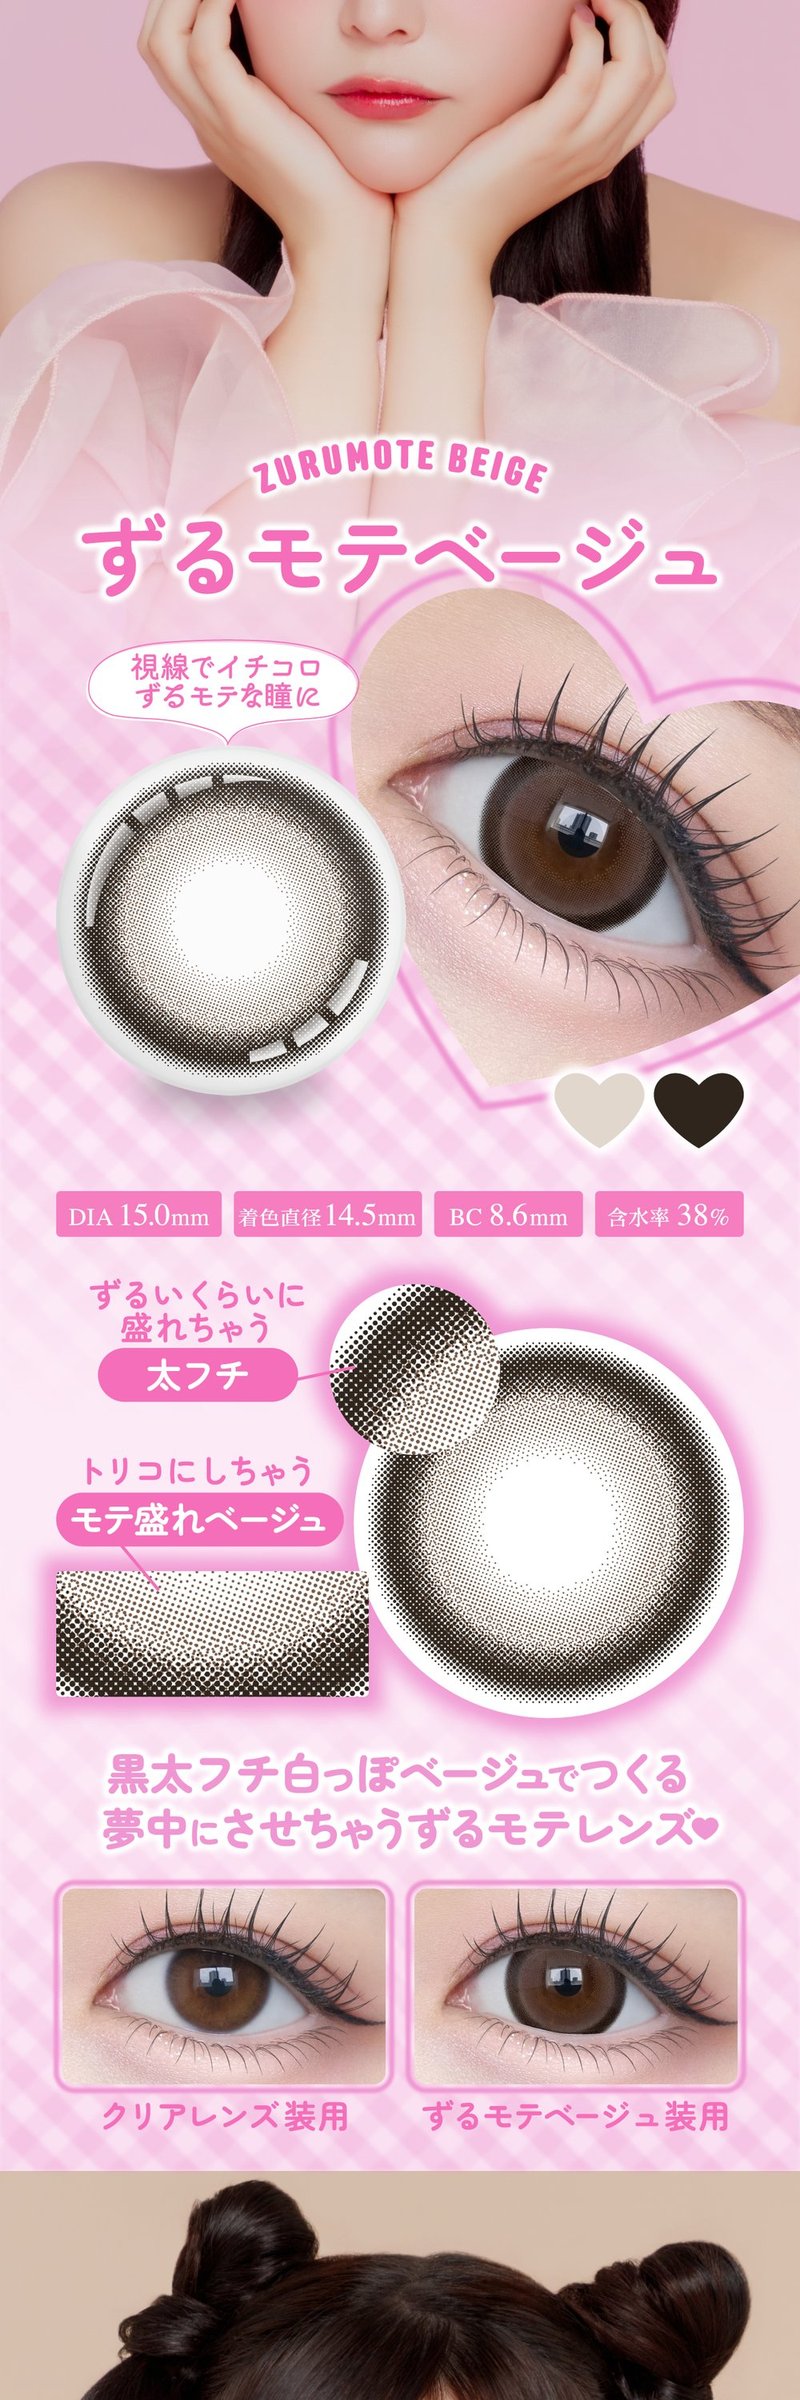 ZURUMOTE BEIGE
ずるモテベージュ
視線でイチコロ
ずるモテな瞳に
DIA 15.0mm
着色直径14.5mm
BC 8.6mm
含水率 38%
ずるいくらいに
盛れちゃう
太フチ
トリコにしちゃう
モテ盛れベージュ
黒太フチ白っぽベージュでつくる
夢中にさせちゃうずるモテレンズ♥
クリアレンズ装用
ずるモテベージュ装用